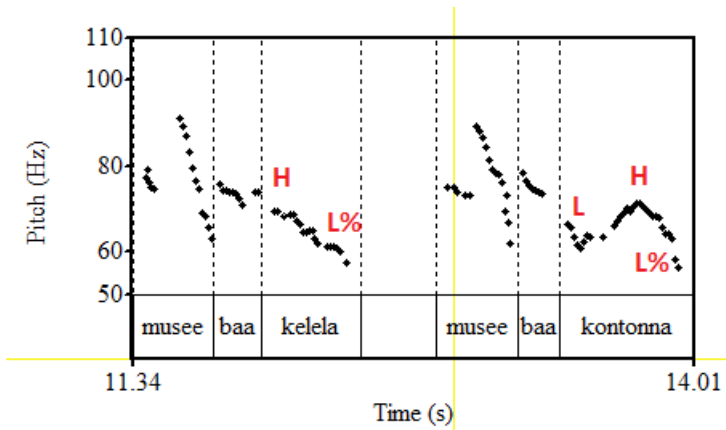 110
100
80
60
50
Pitch (Hz)
H
L%
L
H
L%
musee baa kelela musee baa kontonna
11.34 14.01
Time (s)